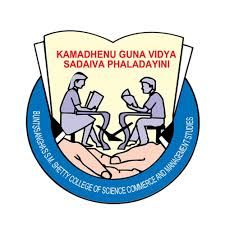 KAMADHENU GUNA VIDYA
SADAIVA PHALADAYINI
BUNTS SANGHA'S S.M. SHETTY COLLEGE OF SCIENCE COMMERCE AND MANAGEMENT STUDIES